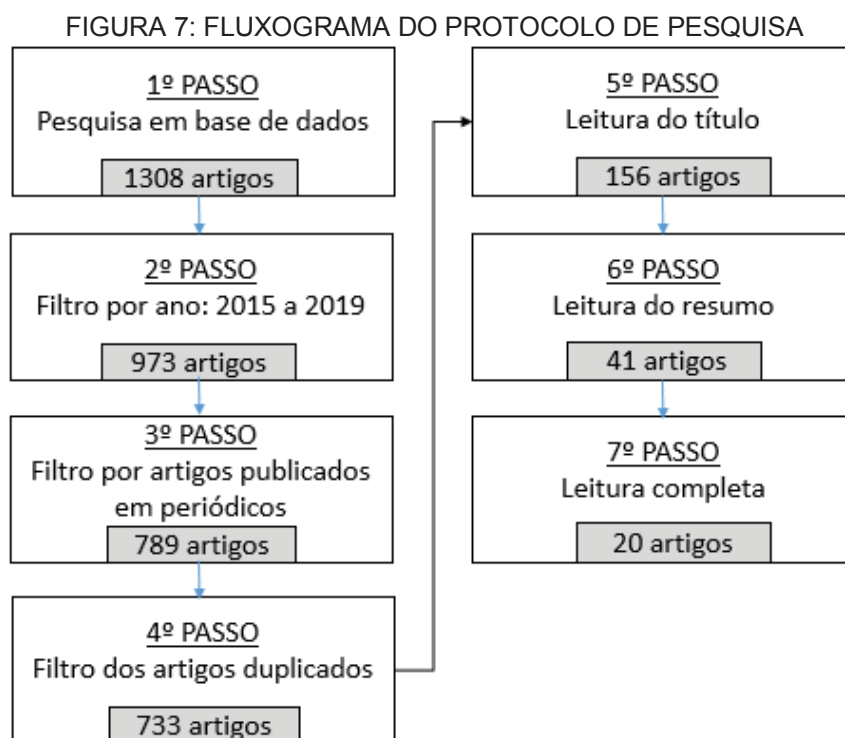 FIGURA 7: FLUXOGRAMA DO PROTOCOLO DE PESQUISA
1º PASSO
Pesquisa em base de dados
1308 artigos
2º PASSO
Filtro por ano: 2015 a 2019
973 artigos
3º PASSO
Filtro por artigos publicados
em periódicos
789 artigos
4º PASSO
Filtro dos artigos duplicados
733 artigos
5º PASSO
Leitura do título
156 artigos
6º PASSO
Leitura do resumo
41 artigos
7º PASSO
Leitura completa
20 artigos